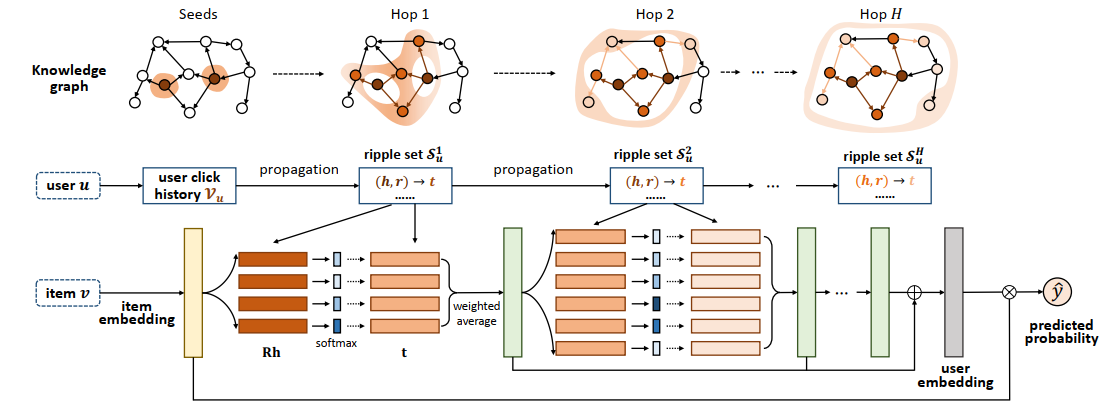 Seeds
Hop 1
Hop 2
Hop H
Knowledge
graph
...
ripple set 𝒮ᵤ¹
ripple set 𝒮ᵤ²
ripple set 𝒮ᵤᴴ
user u
user click
history 𝒱ᵤ
propagation
(h, r) → t
......
propagation
(h, r) → t
......
...
(h, r) → t
......
item v
item
embedding
Rh
softmax
t
weighted
average
...
user
embedding
ŷ
predicted
probability